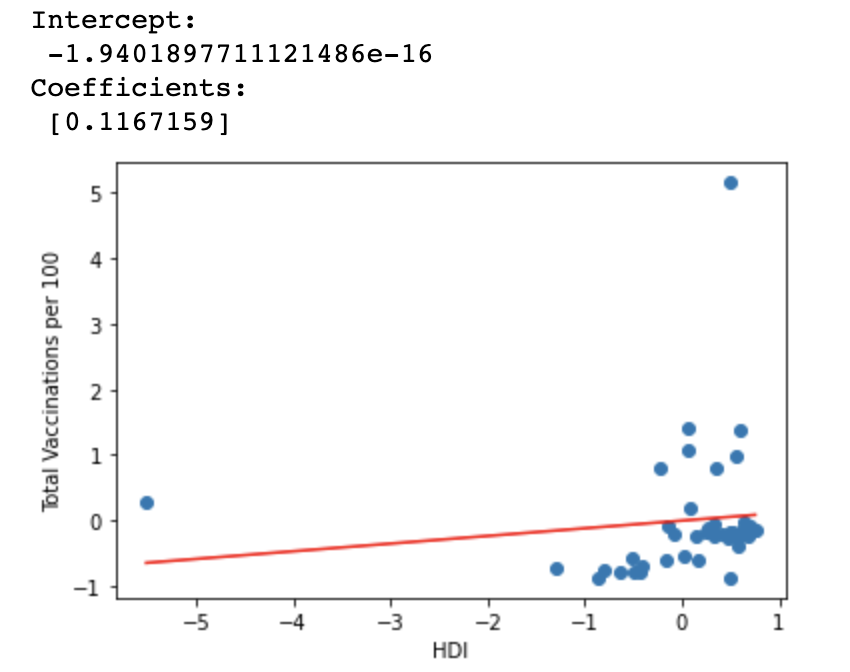 Intercept:
-1.9401897711121486e-16
Coefficients:
[0.1167159]
5
4
3
2
1
0
−1
Total Vaccinations per 100
−5 −4 −3 −2 −1 0 1
HDI